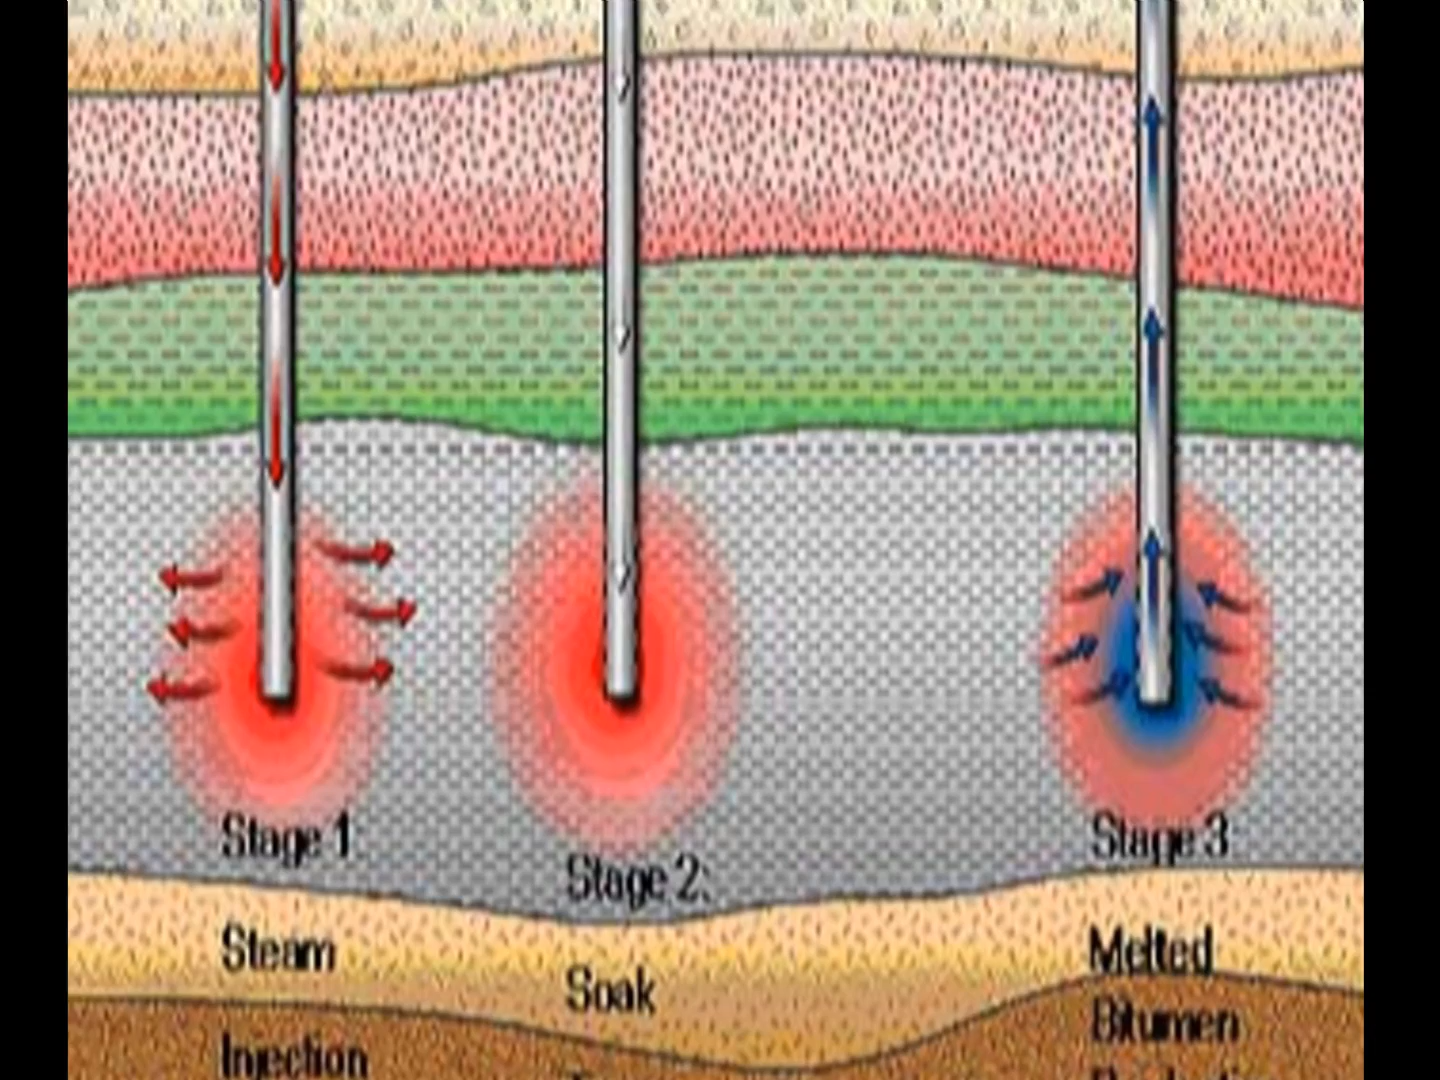 Stage 1
Steam
Injection
Stage 2:
Soak
Stage 3
Melted
Bitumen